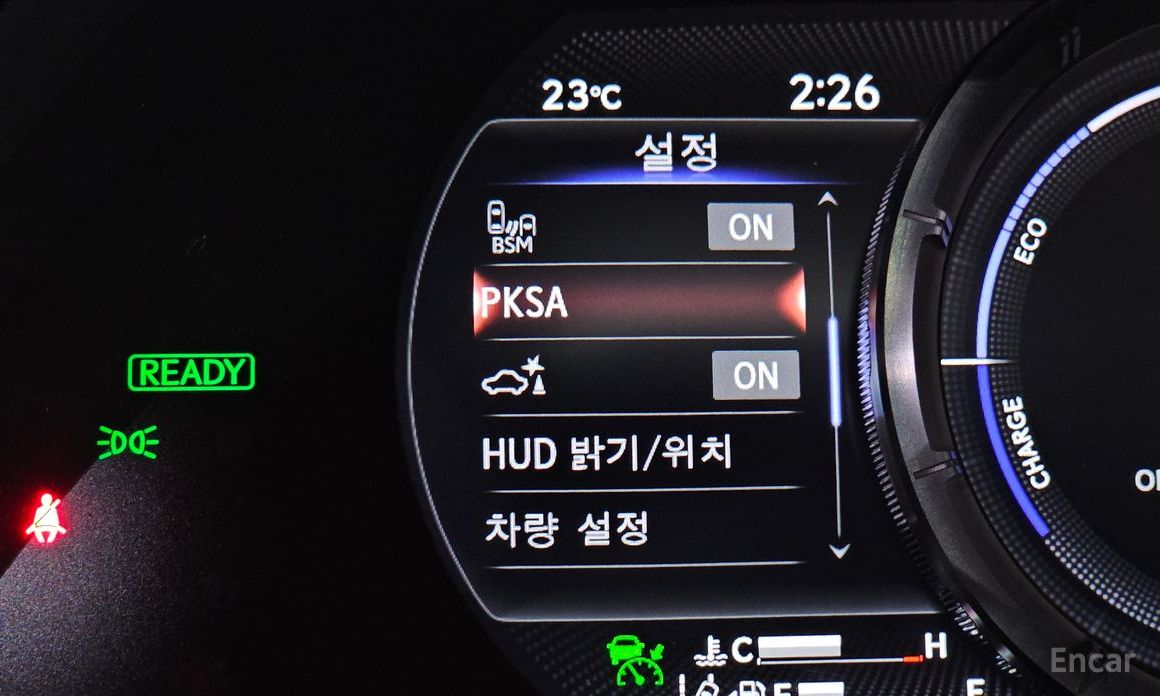 23°C 2:26
설정
BSM ON
PKSA
ON
HUD 밝기/위치
차량 설정
READY
ECO
CHARGE
C H
E F
Encar